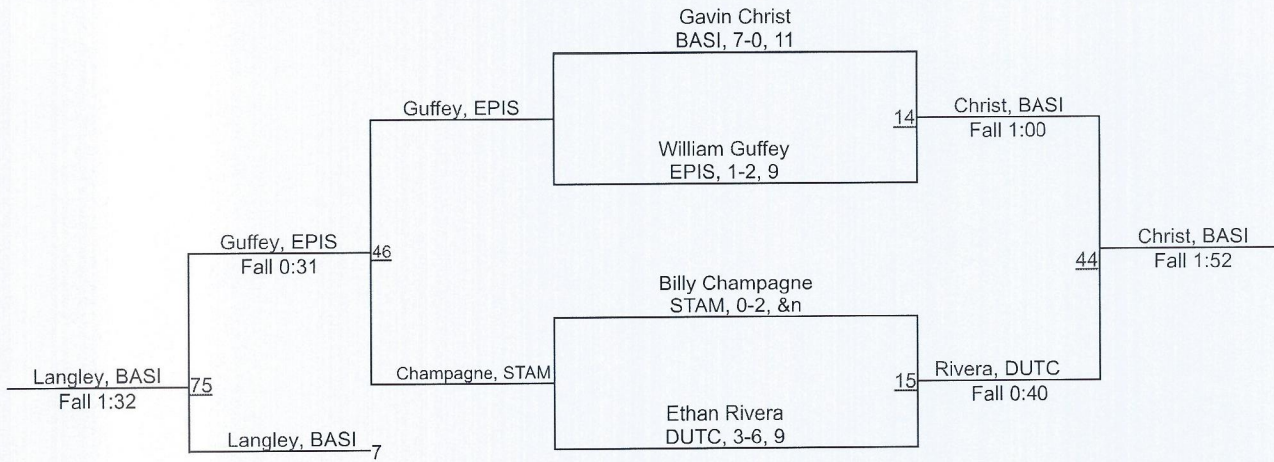 Gavin Christ
BASI, 7-0, 11
Guffey, EPIS
14
Christ, BASI
Fall 1:00
William Guffey
EPIS, 1-2, 9
Guffey, EPIS
Fall 0:31
46
Christ, BASI
Fall 1:52
44
Billy Champagne
STAM, 0-2, &n
Langley, BASI
Fall 1:32
75
Champagne, STAM
15
Rivera, DUTC
Fall 0:40
Ethan Rivera
DUTC, 3-6, 9
Langley, BASI
7